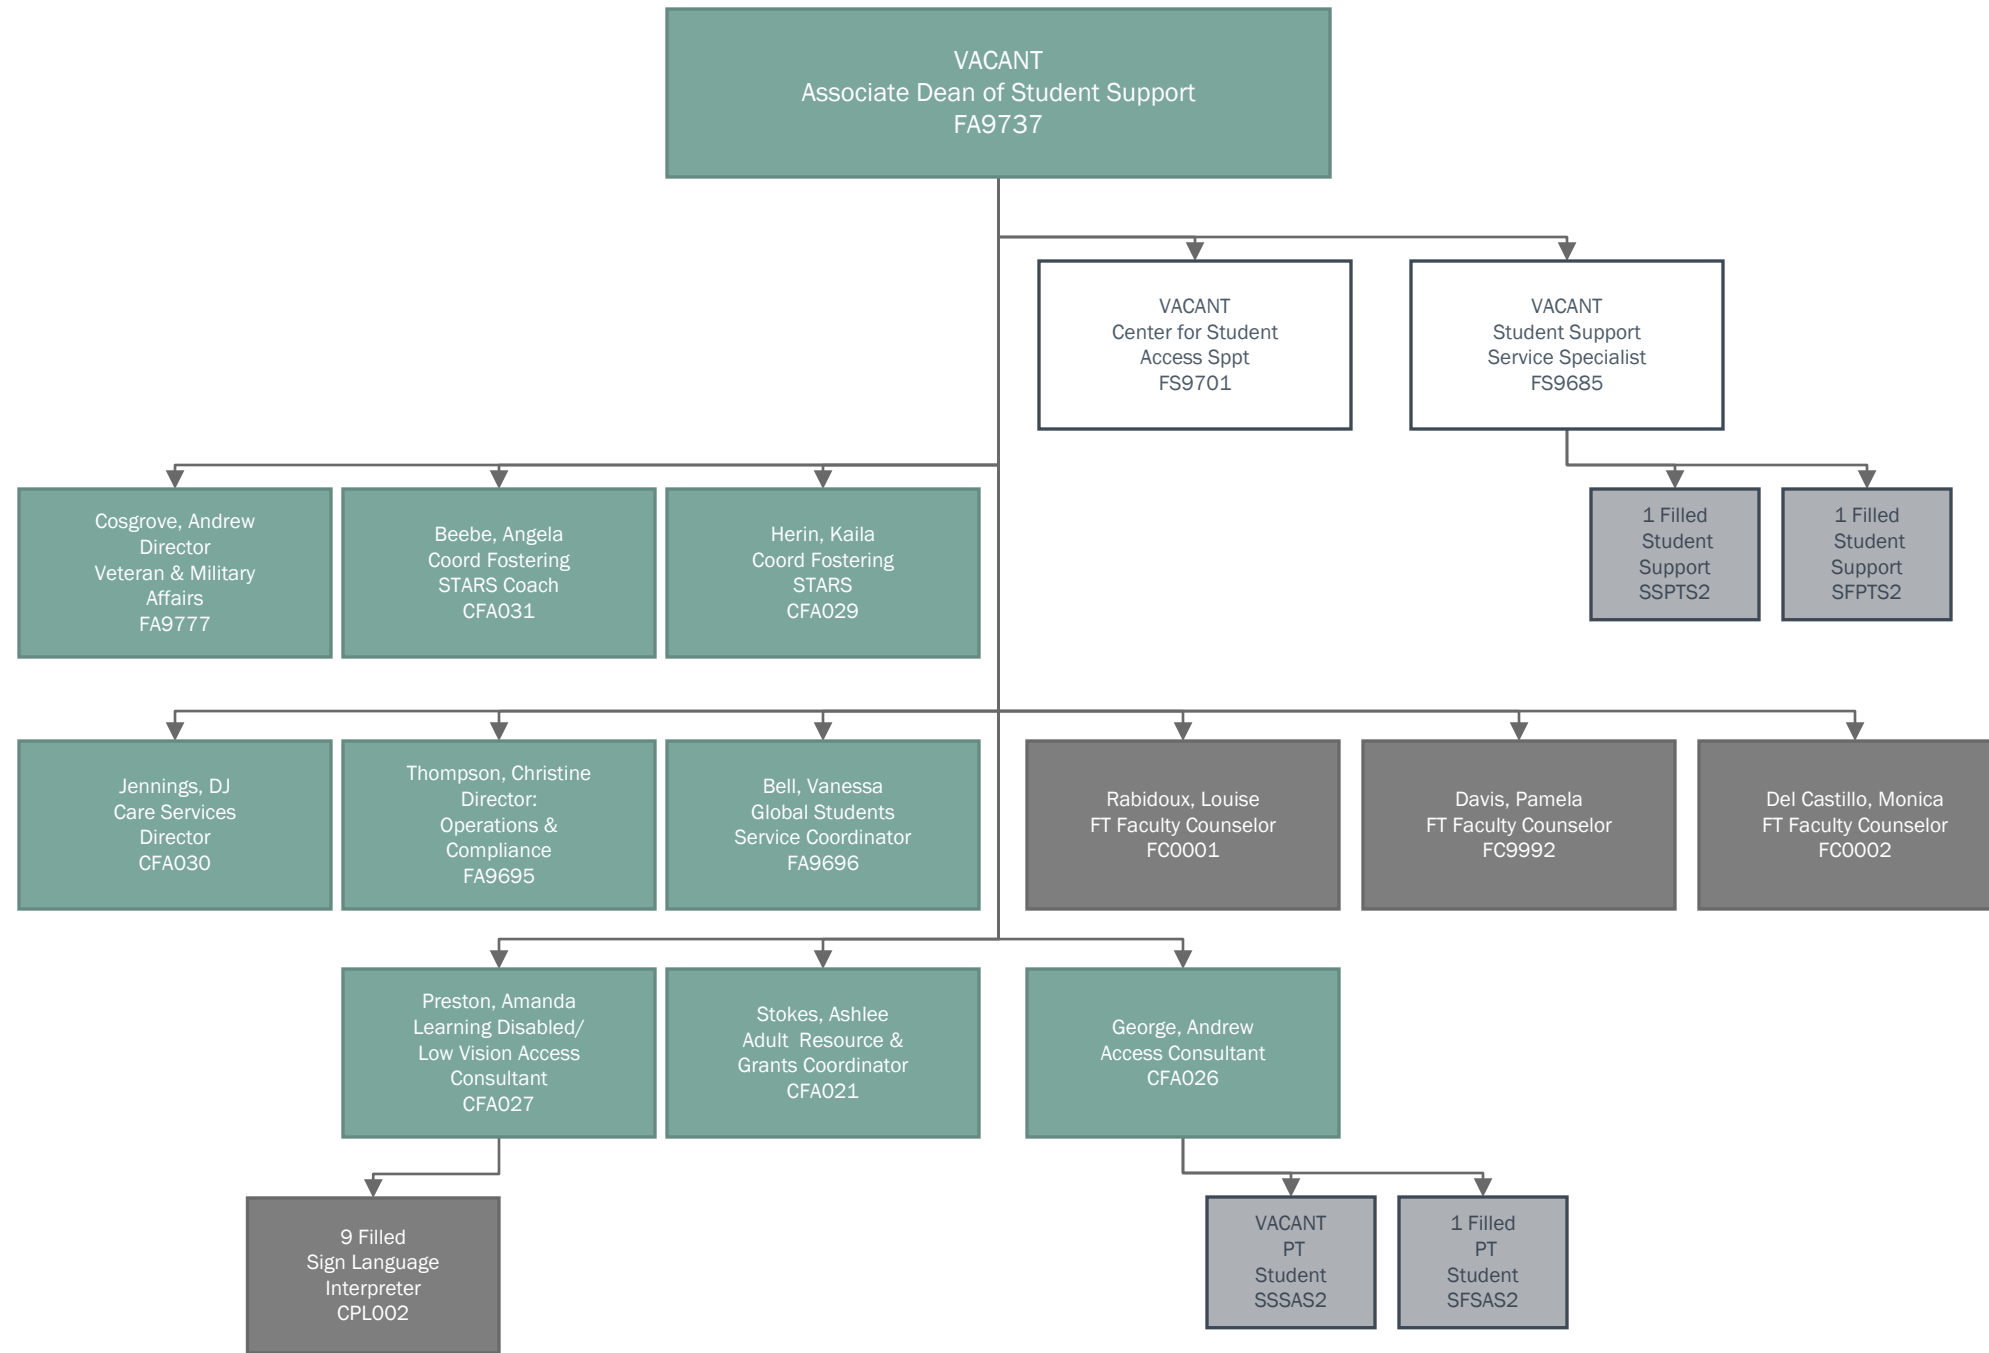 VACANT
Associate Dean of Student Support
FA9737
VACANT
Center for Student
Access Sppt
FS9701
VACANT
Student Support
Service Specialist
FS9685
Cosgrove, Andrew
Director
Veteran & Military
Affairs
FA9777
Beebe, Angela
Coord Fostering
STARS Coach
CFA031
Herin, Kaila
Coord Fostering
STARS
CFA029
1 Filled
Student
Support
SSPTS2
1 Filled
Student
Support
SFPTS2
Jennings, DJ
Care Services
Director
CFA030
Thompson, Christine
Director:
Operations &
Compliance
FA9695
Bell, Vanessa
Global Students
Service Coordinator
FA9696
Rabidoux, Louise
FT Faculty Counselor
FC0001
Davis, Pamela
FT Faculty Counselor
FC9992
Del Castillo, Monica
FT Faculty Counselor
FC0002
Preston, Amanda
Learning Disabled/
Low Vision Access
Consultant
CFA027
Stokes, Ashlee
Adult  Resource &
Grants Coordinator
CFA021
George, Andrew
Access Consultant
CFA026
9 Filled
Sign Language
Interpreter
CPL002
VACANT
PT
Student
SSSAS2
1 Filled
PT
Student
SFSAS2